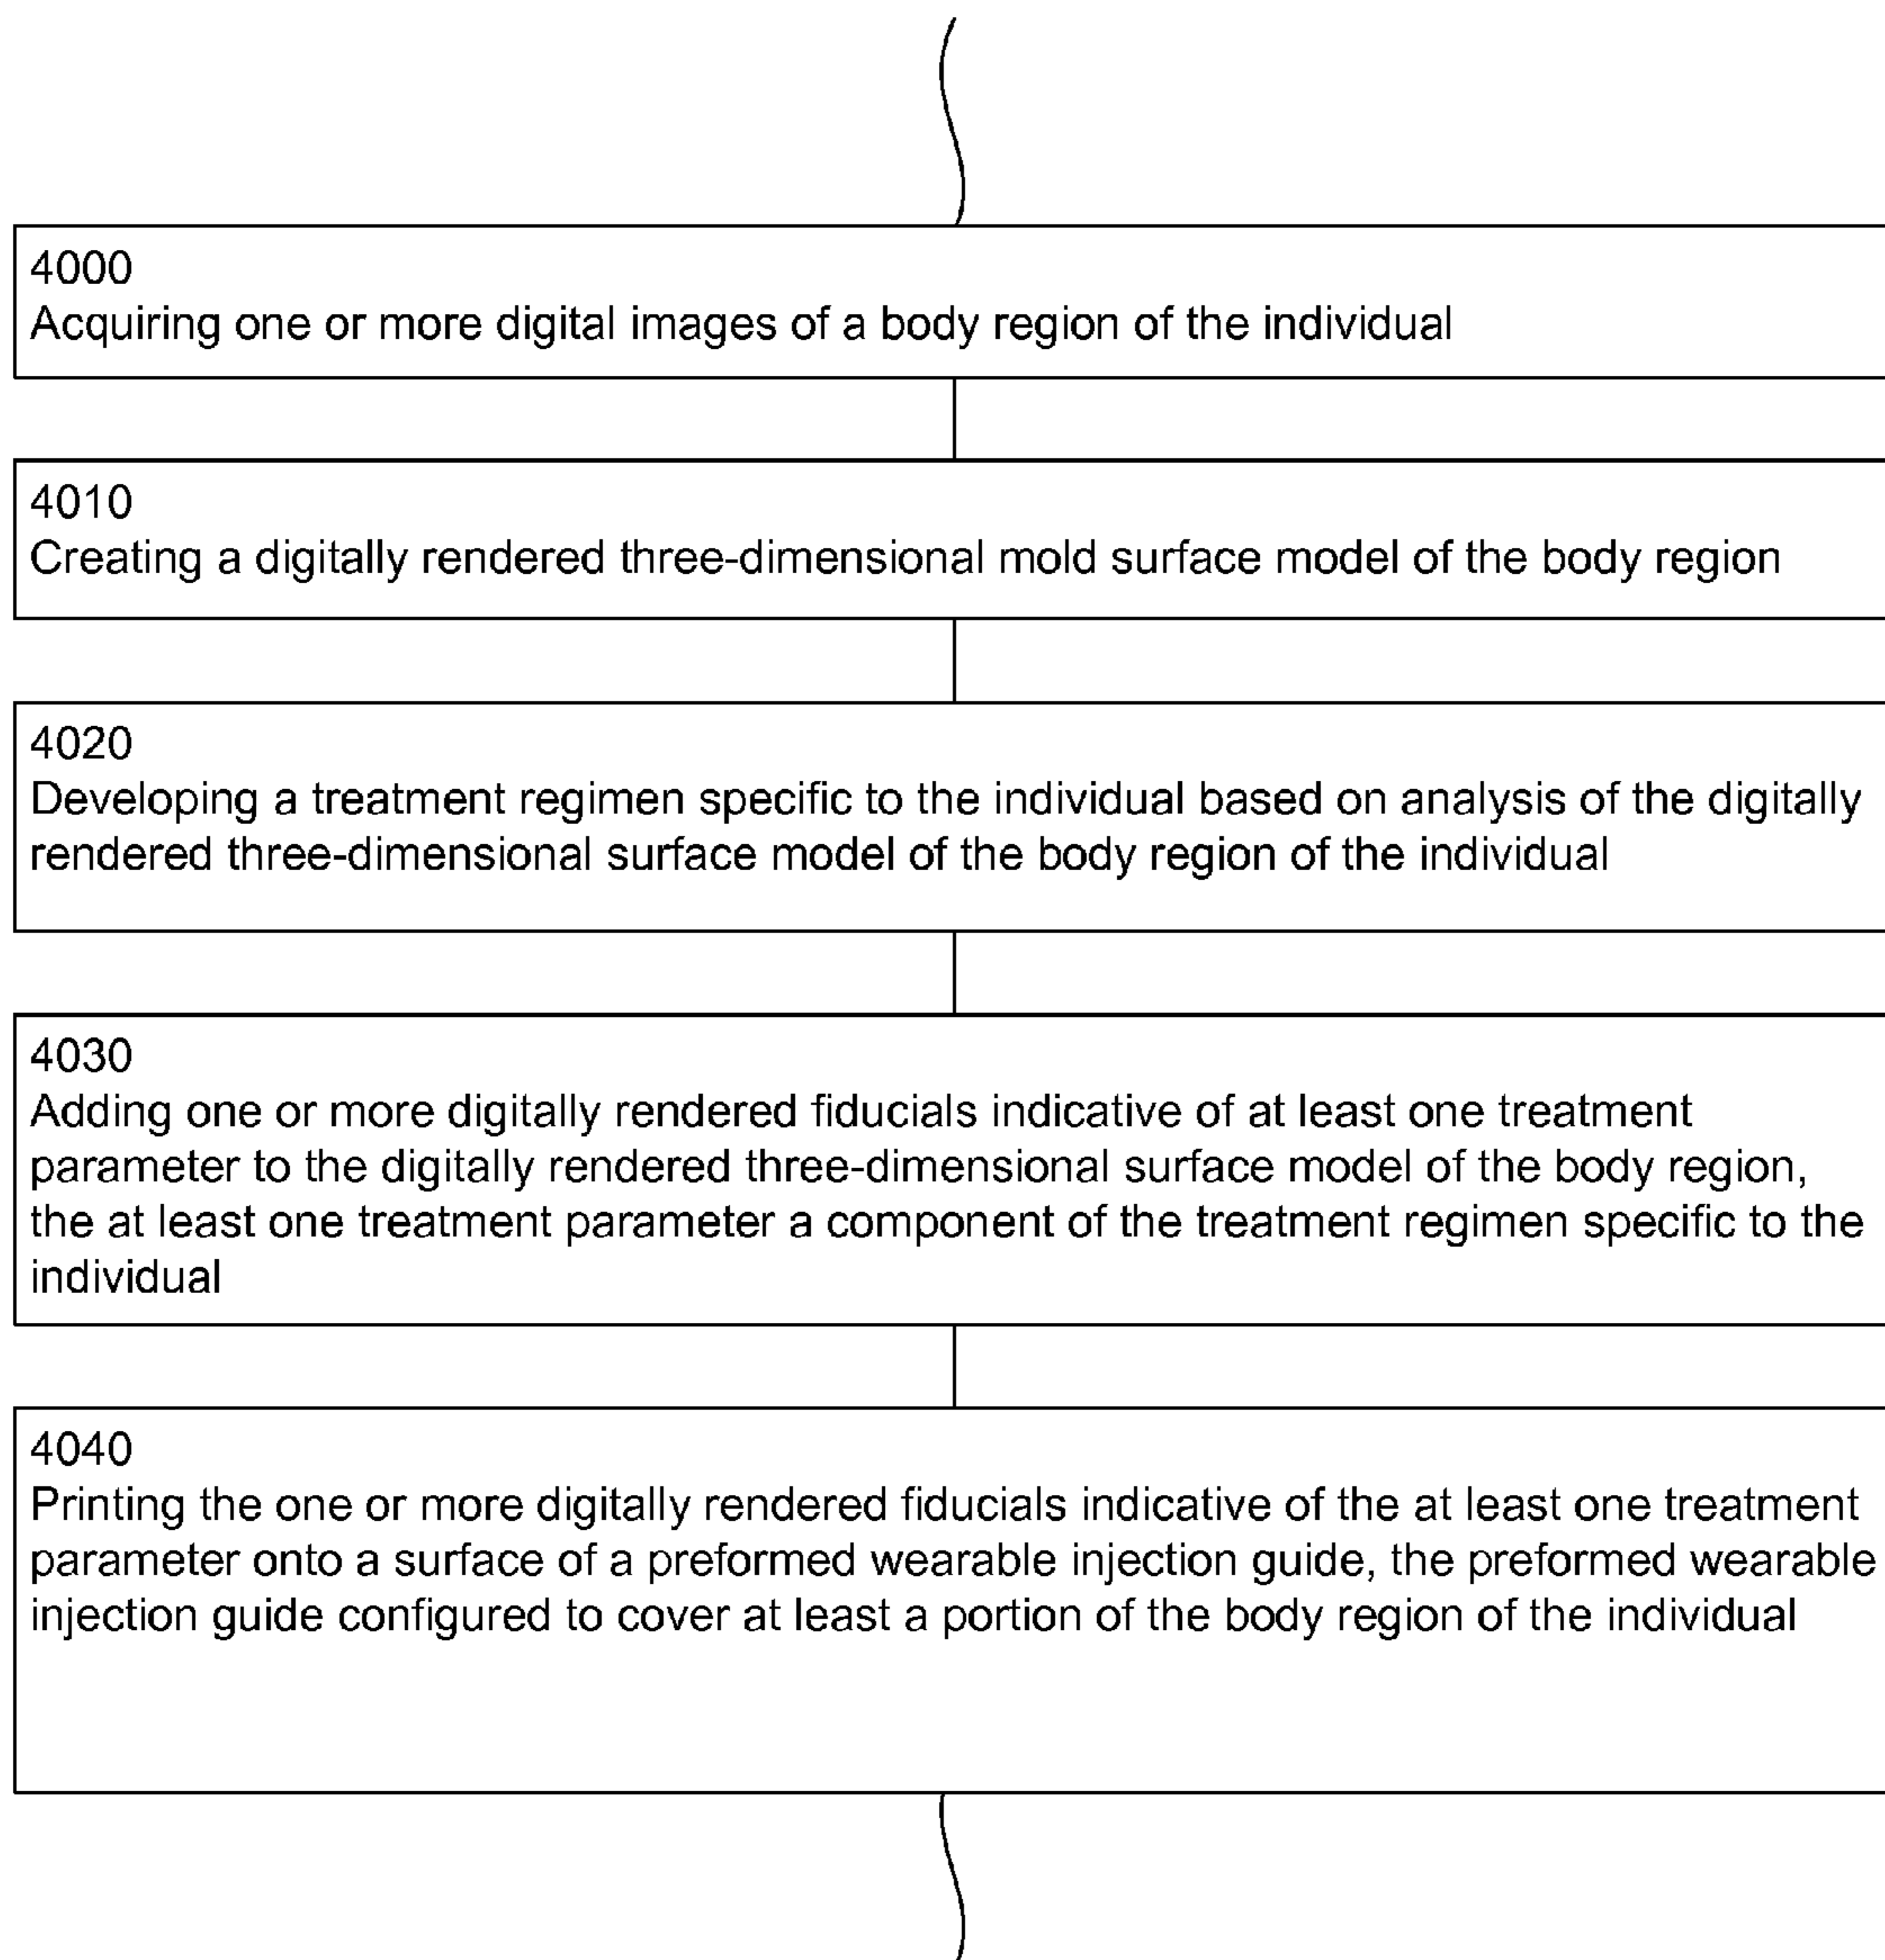 4000
Acquiring one or more digital images of a body region of the individual
4010
Creating a digitally rendered three-dimensional mold surface model of the body region
4020
Developing a treatment regimen specific to the individual based on analysis of the digitally
rendered three-dimensional surface model of the body region of the individual
4030
Adding one or more digitally rendered fiducials indicative of at least one treatment
parameter to the digitally rendered three-dimensional surface model of the body region,
the at least one treatment parameter a component of the treatment regimen specific to the
individual
4040
Printing the one or more digitally rendered fiducials indicative of the at least one treatment
parameter onto a surface of a preformed wearable injection guide, the preformed wearable
injection guide configured to cover at least a portion of the body region of the individual